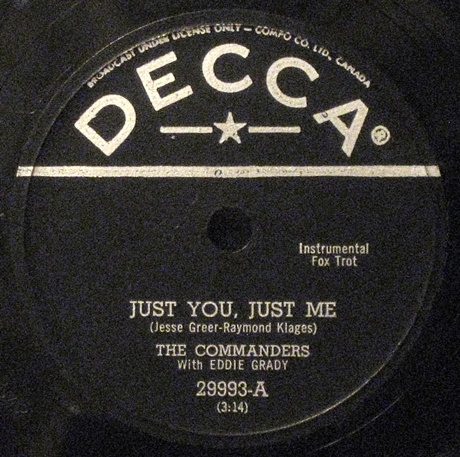 BROADCAST UNDER LICENSE ONLY — COMPO CO. LTD., CANADA
DECCA®
Instrumental
Fox Trot
JUST YOU, JUST ME
(Jesse Greer-Raymond Klages)
THE COMMANDERS
With EDDIE GRADY
29993-A
(3:14)